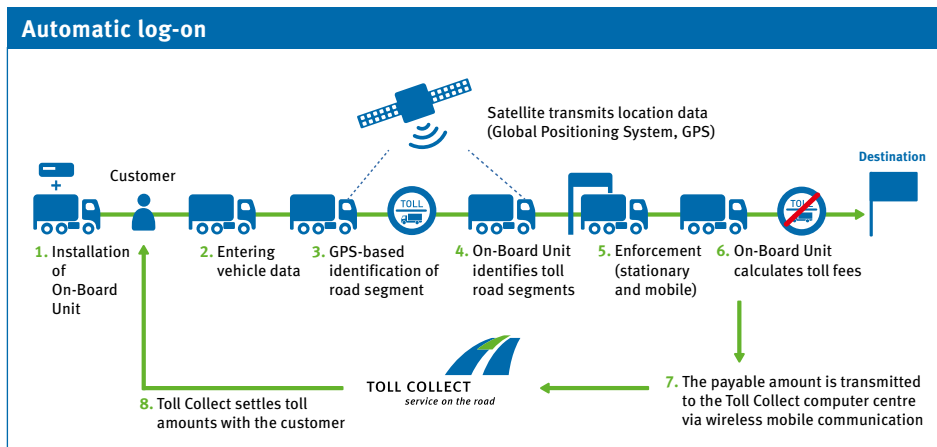 Automatic log-on
Satellite transmits location data
(Global Positioning System, GPS)
Destination
Customer
+
TOLL
TOLL
1. Installation
of
On-Board
Unit
2. Entering
vehicle data
3. GPS-based
identification of
road segment
4. On-Board Unit
identifies toll
road segments
5. Enforcement
(stationary
and mobile)
6. On-Board Unit
calculates toll fees
7. The payable amount is transmitted
to the Toll Collect computer centre
via wireless mobile communication
TOLL COLLECT
service on the road
8. Toll Collect settles toll
amounts with the customer